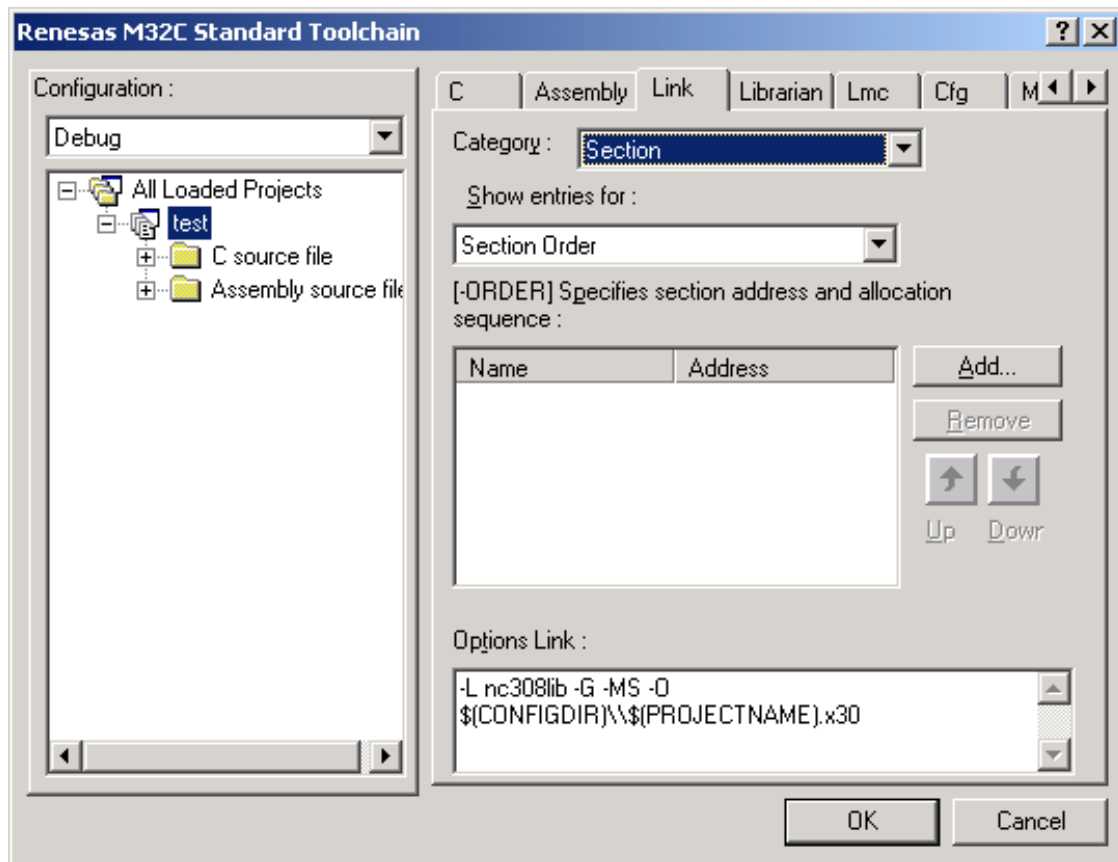 Renesas M32C Standard Toolchain
Configuration :
Debug
All Loaded Projects
test
C source file
Assembly source file
C Assembly Link Librarian Lmc Cfg M
Category : Section
Show entries for :
Section Order
[-ORDER] Specifies section address and allocation
sequence :
Name Address
Add...
Remove
Up Down
Options Link :
-L nc308lib -G -MS -O
$(CONFIGDIR)\\$(PROJECTNAME).x30
OK Cancel